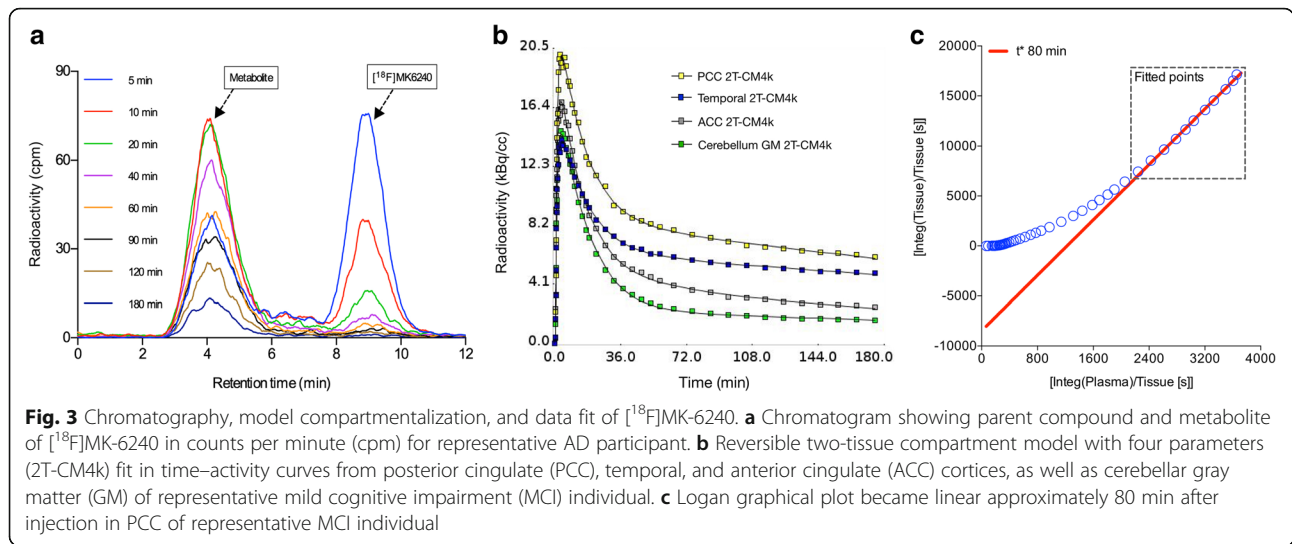 a
90
60
30
0
Radioactivity (cpm)
5 min
10 min
20 min
40 min
60 min
90 min
120 min
180 min
Metabolite
[¹⁸F]MK6240
0 2 4 6 8 10 12
Retention time (min)
b
20.5
16.4
12.3
8.2
4.1
0.0
Radioactivity (kBq/cc)
PCC 2T-CM4k
Temporal 2T-CM4k
ACC 2T-CM4k
Cerebellum GM 2T-CM4k
0.0 36.0 72.0 108.0 144.0 180.0
Time (min)
c
20000
15000
10000
5000
0
-5000
-10000
[Integ(Tissue)/Tissue [s]]
t* 80 min
Fitted points
0 800 1600 2400 3200 4000
[Integ(Plasma)/Tissue [s]]
Fig. 3 Chromatography, model compartmentalization, and data fit of [¹⁸F]MK-6240. a Chromatogram showing parent compound and metabolite
of [¹⁸F]MK-6240 in counts per minute (cpm) for representative AD participant. b Reversible two-tissue compartment model with four parameters
(2T-CM4k) fit in time–activity curves from posterior cingulate (PCC), temporal, and anterior cingulate (ACC) cortices, as well as cerebellar gray
matter (GM) of representative mild cognitive impairment (MCI) individual. c Logan graphical plot became linear approximately 80 min after
injection in PCC of representative MCI individual